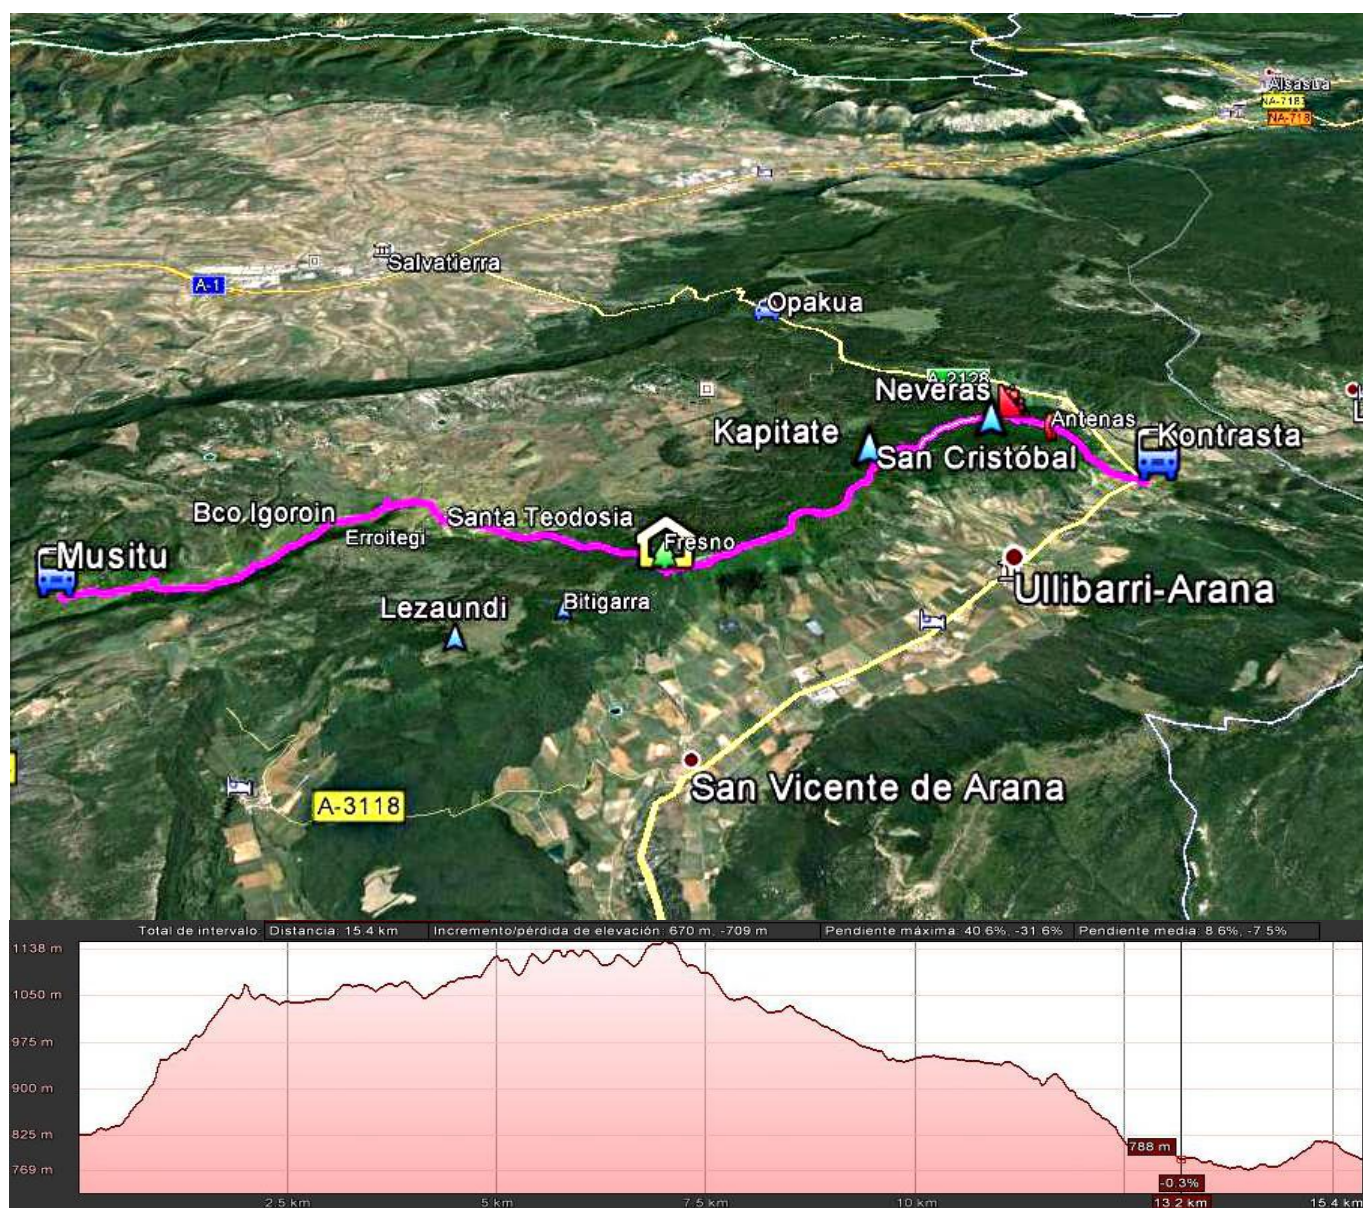 Alsasua
NA-718
NA-718
Salvatierra
A-1
Opakua
A-2128
Neveras
Kapitate
Antenas
Kontrasta
San Cristóbal
Bco.Igoroin
Santa Teodosia
Erroitegi
Fresno
Musitu
Lezaundi
Bitigarra
Ullibarri-Arana
San Vicente de Arana
A-3118
Total de intervalo: Distancia: 15.4 km Incremento/pérdida de elevación: 670 m, -709 m Pendiente máxima: 40.6%, -31.6% Pendiente media: 8.6%, -7.5%
1138 m
1050 m
975 m
900 m
825 m
788 m
769 m
-0.3%
2.5 km 5 km 7.5 km 10 km 13.2 km 15.4 km